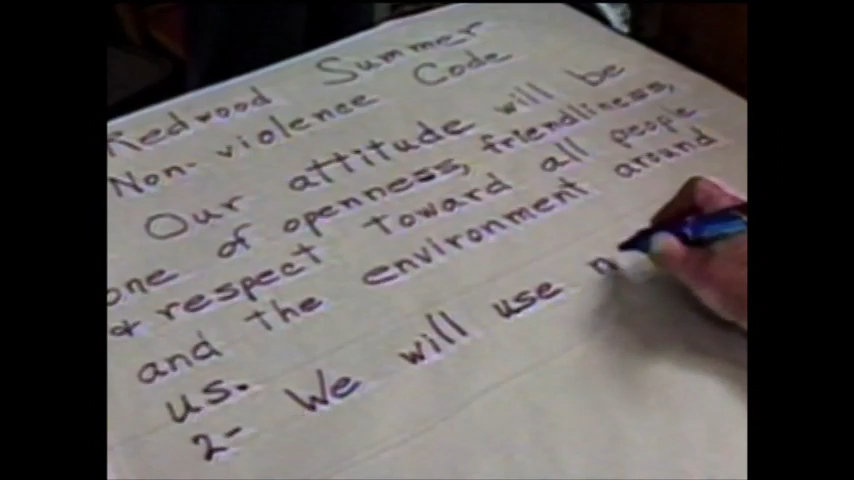 Redwood Summer
Non-violence Code
Our attitude will be
one of openness, friendliness,
& respect toward all people
and the environment around
us.
2- We will use n